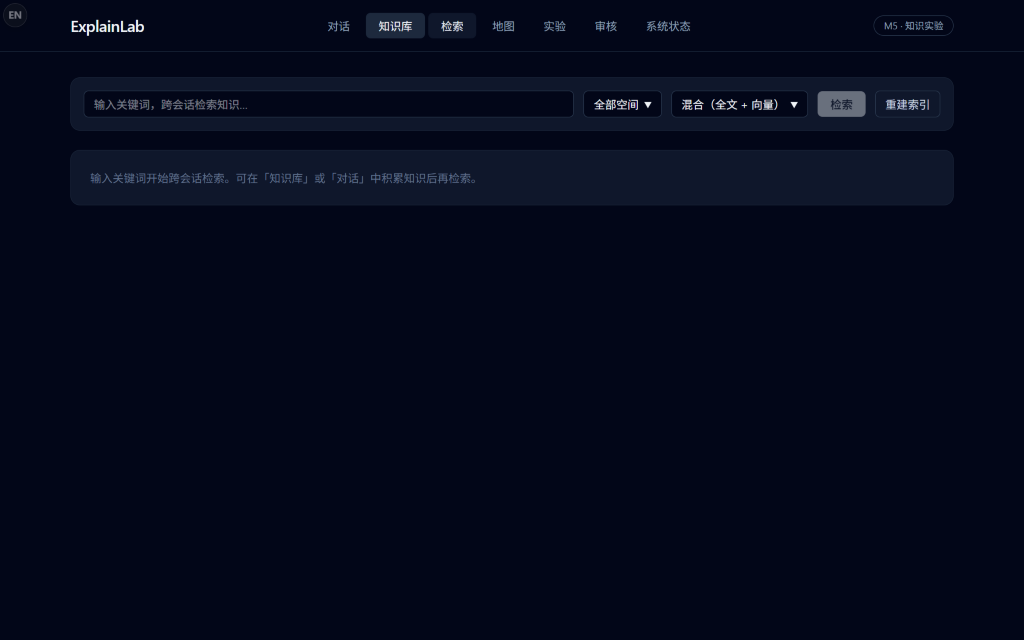 EN
ExplainLab 对话 知识库 检索 地图 实验 审核 系统状态 M5 · 知识实验
输入关键词，跨会话检索知识... 全部空间 ▼ 混合（全文 + 向量） ▼ 检索 重建索引
输入关键词开始跨会话检索。可在「知识库」或「对话」中积累知识后再检索。